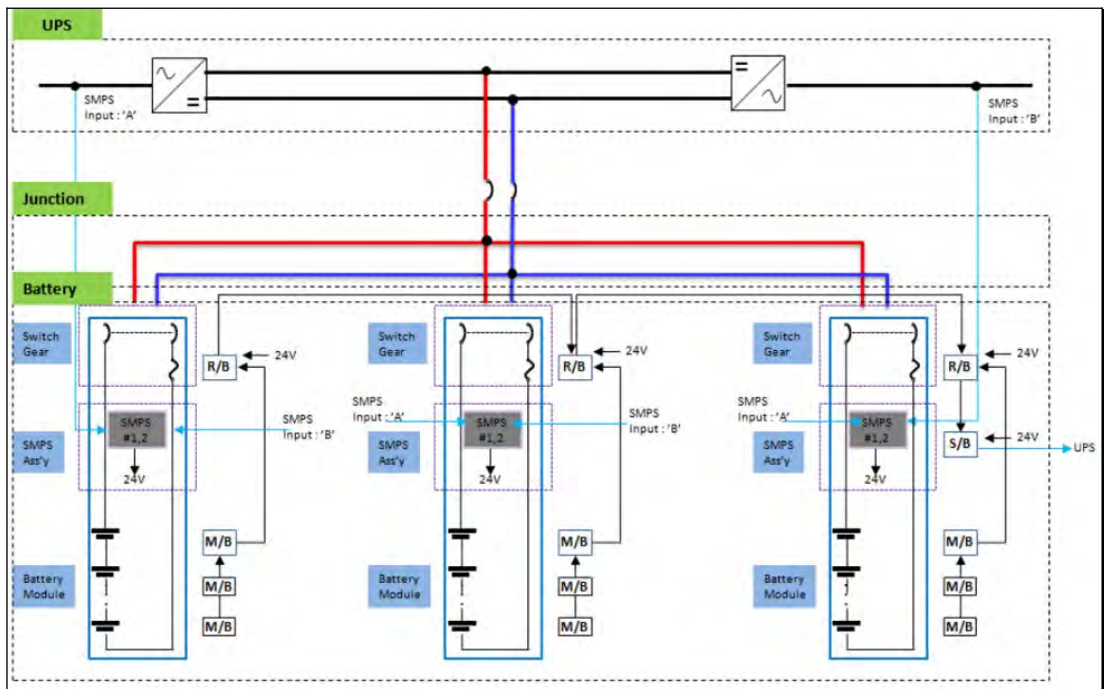 UPS
SMPS
Input : 'A'
SMPS
Input : 'B'
Junction
Battery
Switch
Gear
R/B
24V
SMPS
#1,2
SMPS
Input : 'B'
SMPS
Ass'y
24V
M/B
Battery
Module
M/B
M/B
Switch
Gear
R/B
24V
SMPS
Input : 'A'
SMPS
#1,2
SMPS
Input : 'B'
SMPS
Ass'y
24V
M/B
Battery
Module
M/B
M/B
Switch
Gear
R/B
24V
SMPS
Input : 'A'
SMPS
#1,2
SMPS
Ass'y
S/B
24V
UPS
24V
M/B
Battery
Module
M/B
M/B